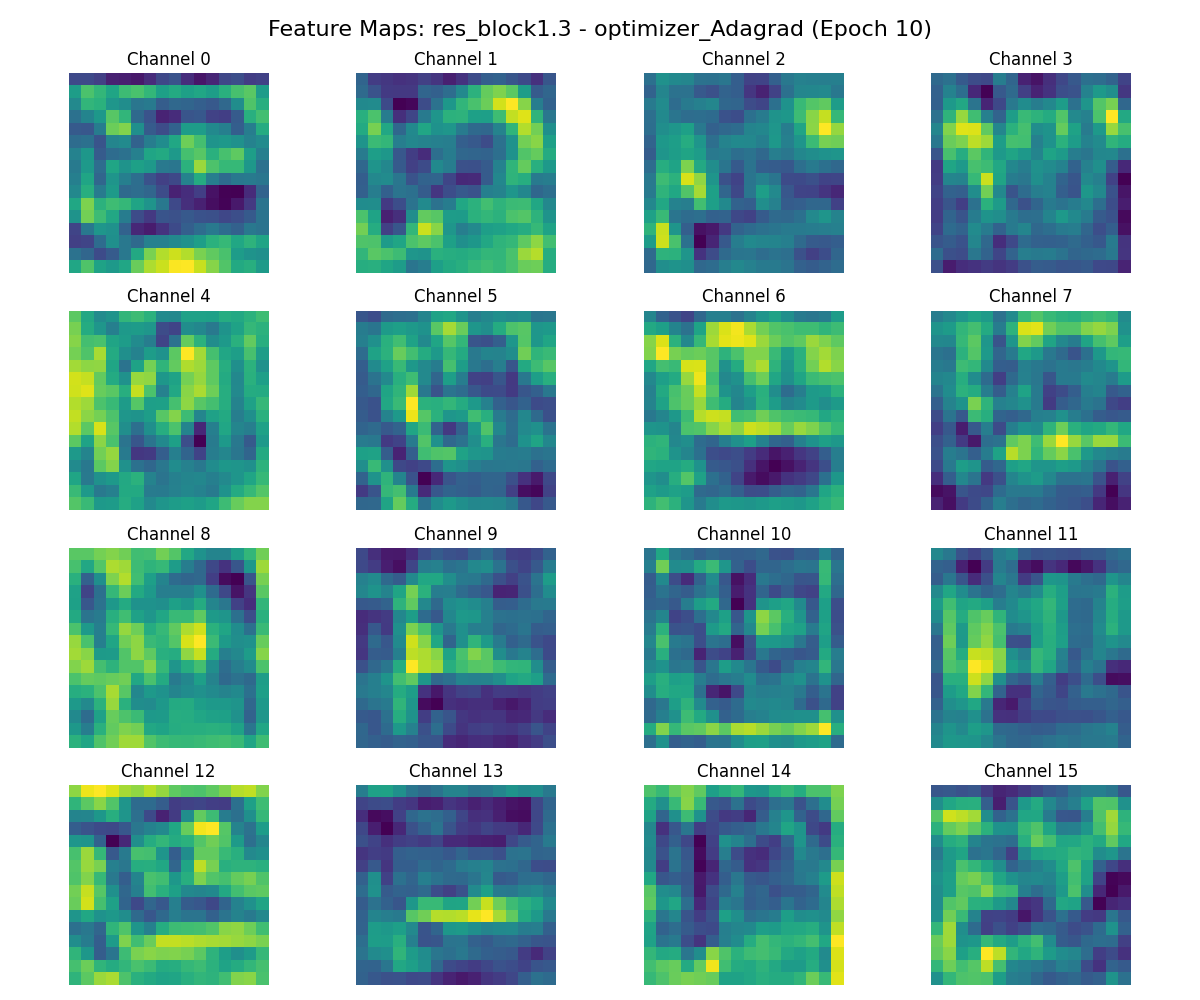 Feature Maps: res_block1.3 - optimizer_Adagrad (Epoch 10)
Channel 0
Channel 1
Channel 2
Channel 3
Channel 4
Channel 5
Channel 6
Channel 7
Channel 8
Channel 9
Channel 10
Channel 11
Channel 12
Channel 13
Channel 14
Channel 15